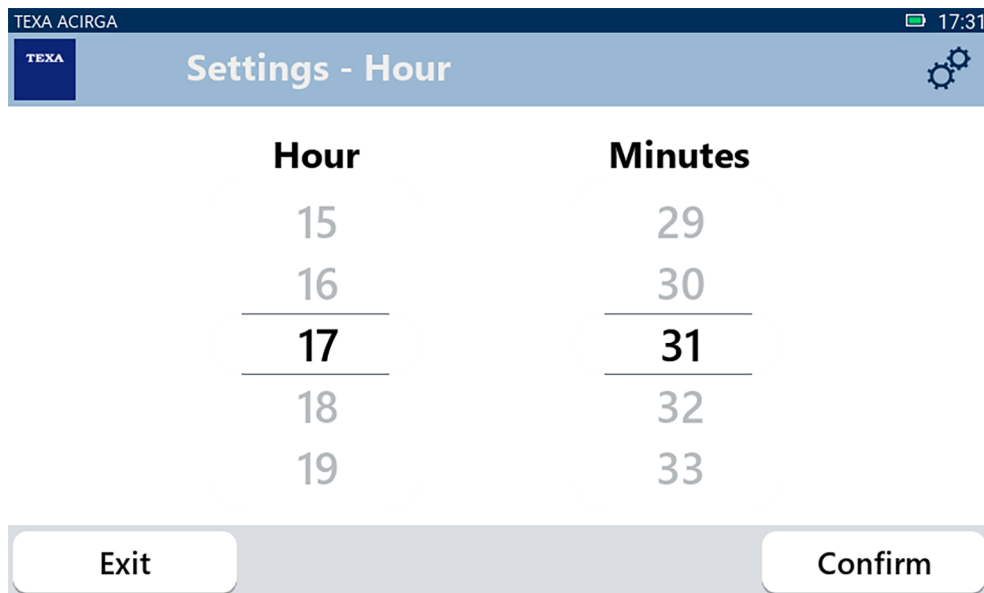 TEXA ACIRGA 17:31
TEXA Settings - Hour
Hour Minutes
15 29
16 30
17 31
18 32
19 33
Exit Confirm